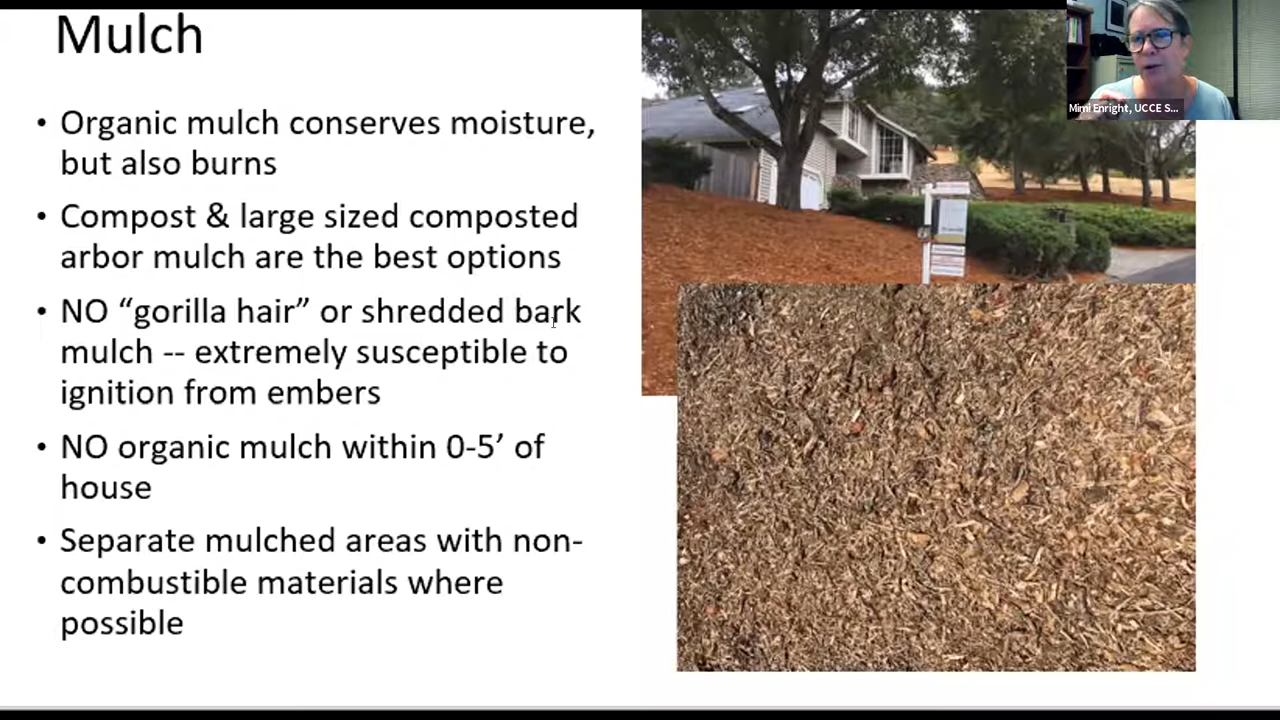 Mulch
• Organic mulch conserves moisture,
but also burns
• Compost & large sized composted
arbor mulch are the best options
• NO “gorilla hair” or shredded bark
mulch -- extremely susceptible to
ignition from embers
• NO organic mulch within 0-5’ of
house
• Separate mulched areas with non-
combustible materials where
possible
Mimi Enright, UCCE S...